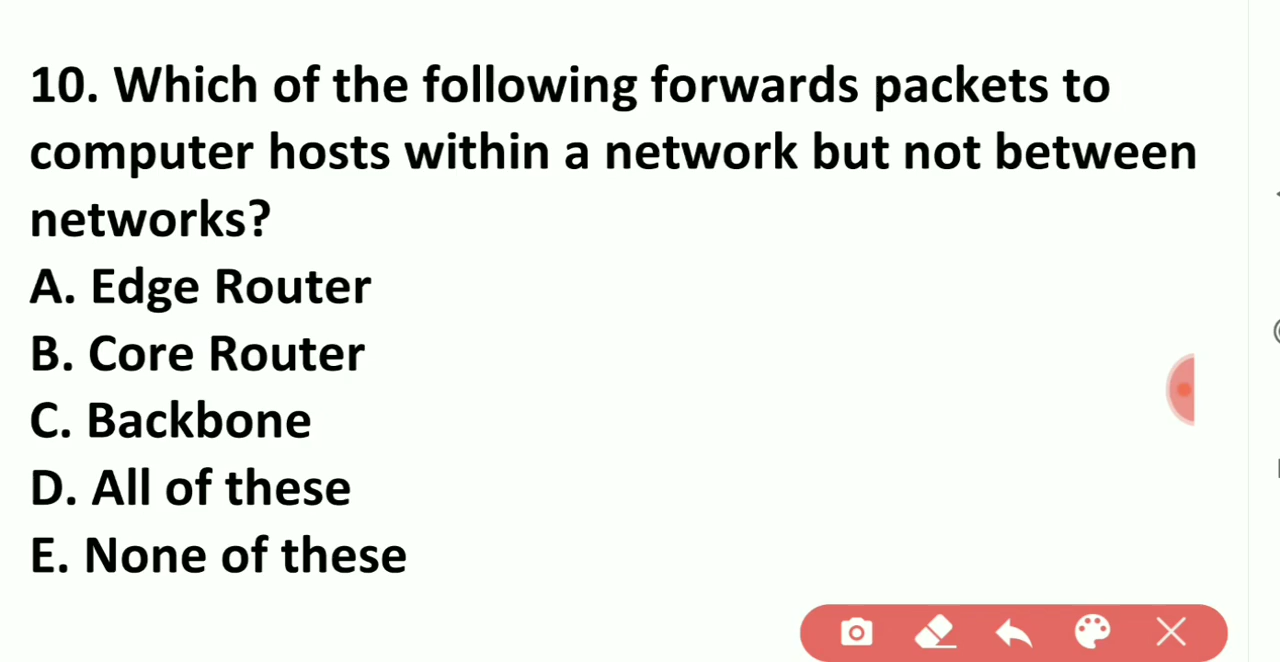 10. Which of the following forwards packets to
computer hosts within a network but not between
networks?
A. Edge Router
B. Core Router
C. Backbone
D. All of these
E. None of these